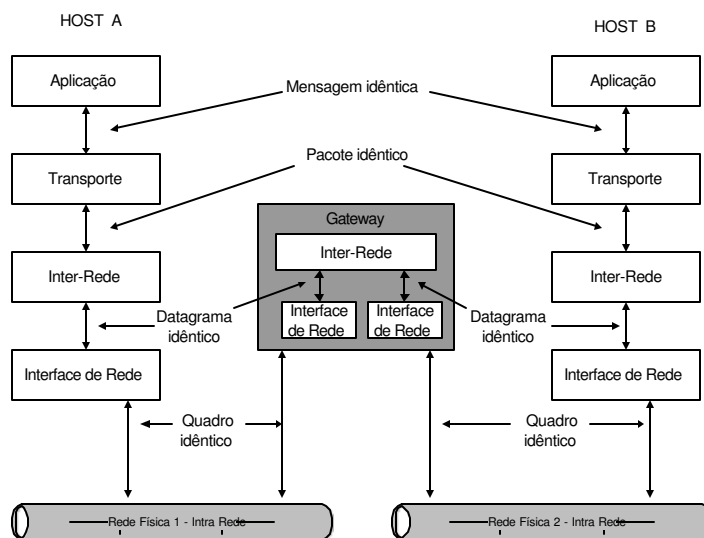 HOST A
HOST B
Aplicação
Aplicação
Mensagem idêntica
Transporte
Pacote idêntico
Transporte
Gateway
Inter-Rede
Inter-Rede
Inter-Rede
Datagrama
idêntico
Interface
de Rede
Interface
de Rede
Datagrama
idêntico
Interface de Rede
Interface de Rede
Quadro
idêntico
Quadro
idêntico
Rede Física 1 - Intra Rede
Rede Física 2 - Intra Rede